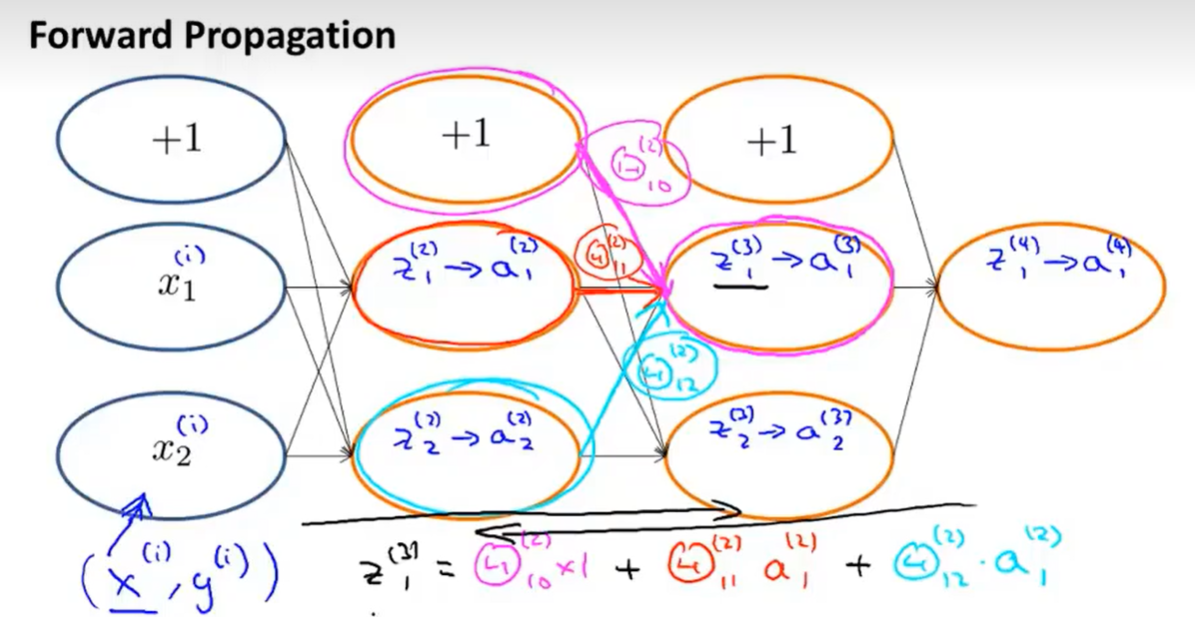 Forward Propagation
+1 +1 +1
Θ₁₀⁽²⁾
x₁⁽ⁱ⁾ z₁⁽²⁾→a₁⁽²⁾ Θ₁₁⁽²⁾ z₁⁽³⁾→a₁⁽³⁾ z₁⁽⁴⁾→a₁⁽⁴⁾
Θ₁₂⁽²⁾
x₂⁽ⁱ⁾ z₂⁽²⁾→a₂⁽²⁾ z₂⁽³⁾→a₂⁽³⁾
(x⁽ⁱ⁾, y⁽ⁱ⁾) z₁⁽³⁾ = Θ₁₀⁽²⁾×1 + Θ₁₁⁽²⁾ a₁⁽²⁾ + Θ₁₂⁽²⁾·a₁⁽²⁾